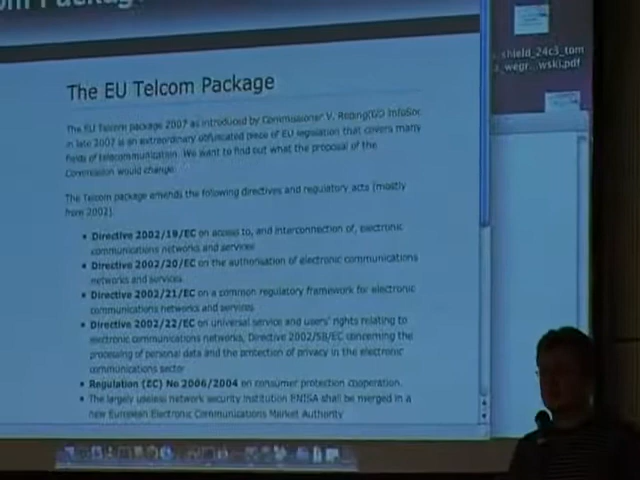 The EU Telcom Package
The EU Telcom package 2007 as introduced by Commissioner V. Reding(GD InfoSoc
in late 2007 is an extraordinary obfuscated piece of EU legislation that covers many
fields of telecommunication. We want to find out what the proposal of the
Commission would change.
The Telcom package amends the following directives and regulatory acts (mostly
from 2002).
• Directive 2002/19/EC on access to, and interconnection of, electronic
communications networks and services
• Directive 2002/20/EC on the authorisation of electronic communications
networks and services.
• Directive 2002/21/EC on a common regulatory framework for electronic
communications networks and services
• Directive 2002/22/EC on universal service and users' rights relating to
electronic communications networks, Directive 2002/58/EC concerning the
processing of personal data and the protection of privacy in the electronic
communications sector
• Regulation (EC) No 2006/2004 on consumer protection cooperation.
• The largely useless network security institution ENISA shall be merged in a
new European Electronic Communications Market Authority
shield_24c3_tom
a_wegr...wski.pdf